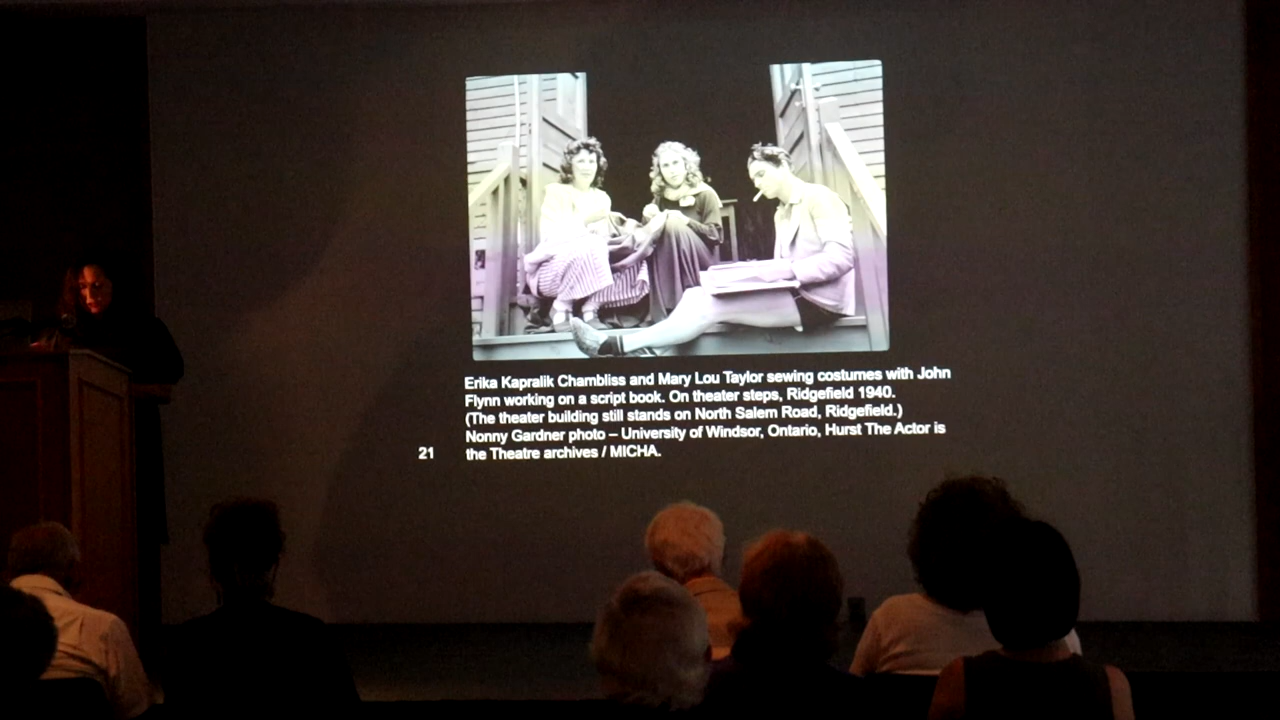 Erika Kapralik Chambliss and Mary Lou Taylor sewing costumes with John
Flynn working on a script book. On theater steps, Ridgefield 1940.
(The theater building still stands on North Salem Road, Ridgefield.)
Nonny Gardner photo – University of Windsor, Ontario, Hurst The Actor is
21 the Theatre archives / MICHA.